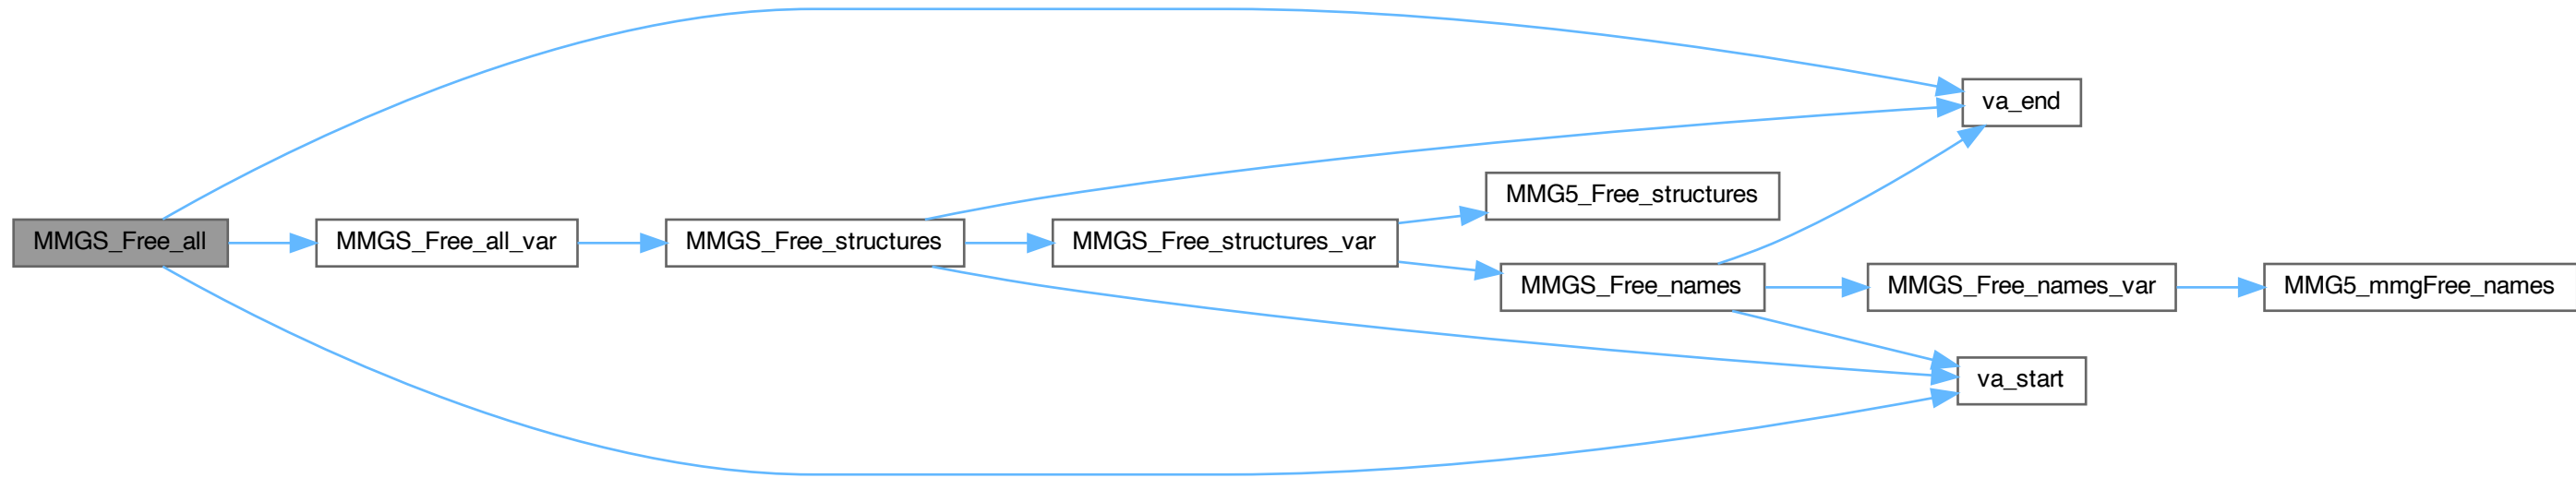 va_end
MMG5_Free_structures
MMGS_Free_all
MMGS_Free_all_var
MMGS_Free_structures
MMGS_Free_structures_var
MMGS_Free_names
MMGS_Free_names_var
MMG5_mmgFree_names
va_start